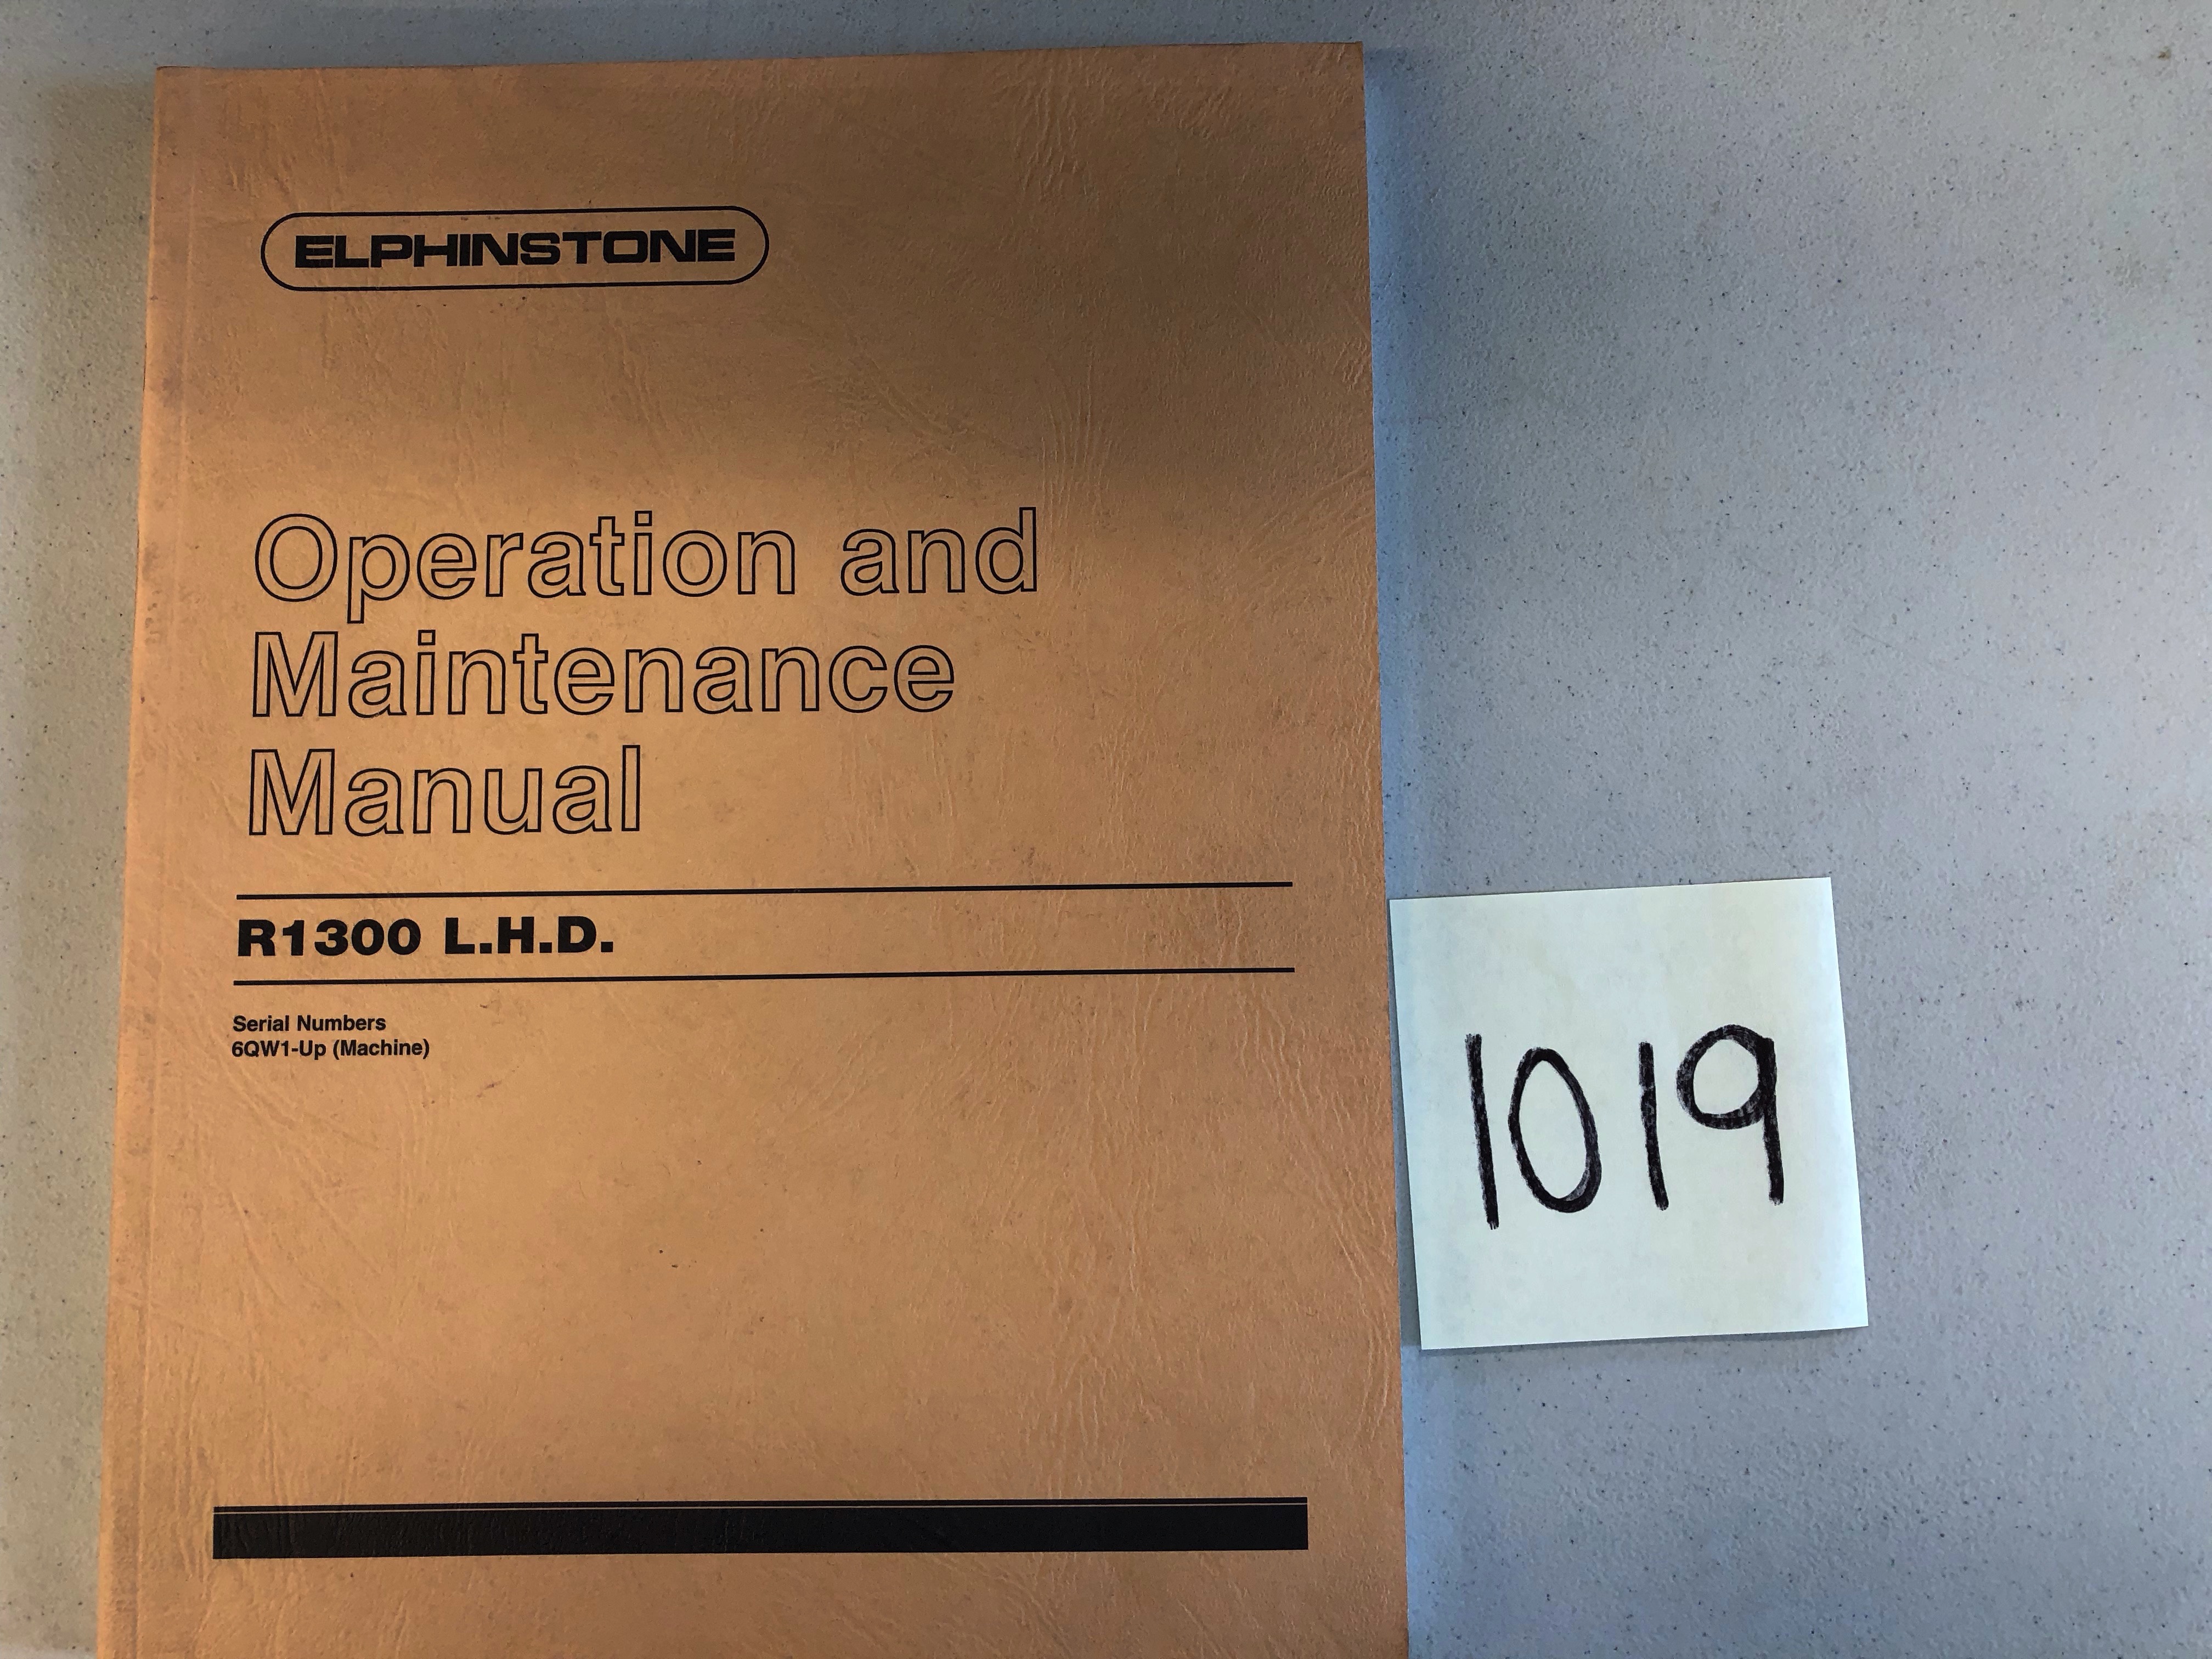 ELPHINSTONE
Operation and
Maintenance
Manual
R1300 L.H.D.
Serial Numbers
6QW1-Up (Machine)
1019